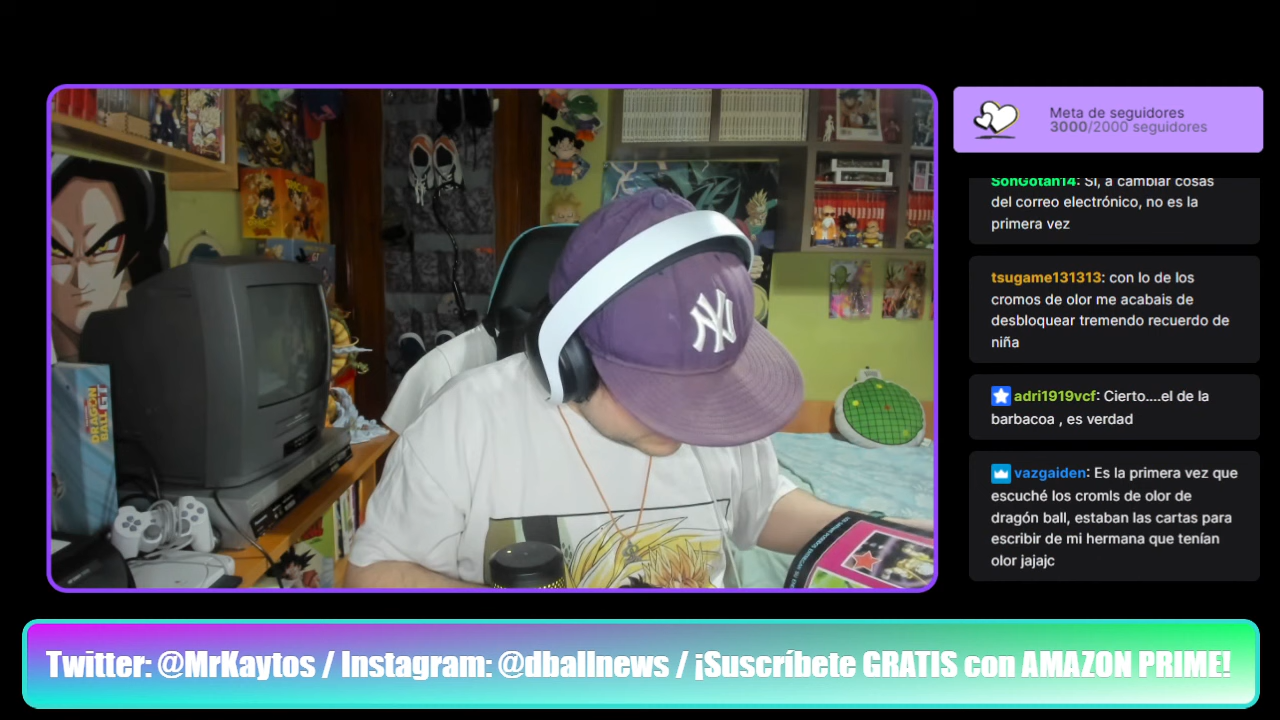 Meta de seguidores
3000/2000 seguidores
SonGotan14: Sí, a cambiar cosas
del correo electrónico, no es la
primera vez
tsugame131313: con lo de los
cromos de olor me acabais de
desbloquear tremendo recuerdo de
niña
adri1919vcf: Cierto....el de la
barbacoa , es verdad
vazgaiden: Es la primera vez que
escuché los cromls de olor de
dragón ball, estaban las cartas para
escribir de mi hermana que tenían
olor jajajc
NY
DRAGON
BALL GT
Twitter: @MrKaytos / Instagram: @dballnews / ¡Suscríbete GRATIS con AMAZON PRIME!